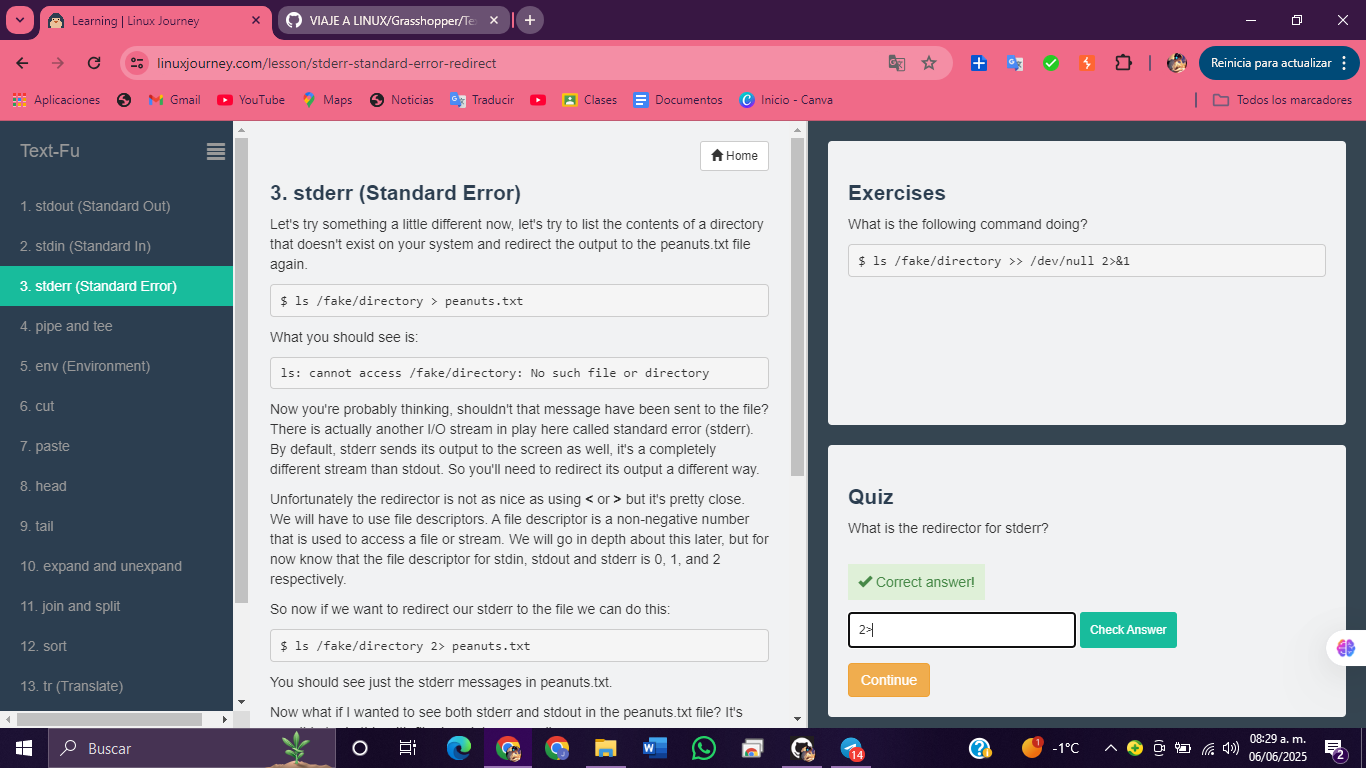 Learning | Linux Journey
VIAJE A LINUX/Grasshopper/Te
linuxjourney.com/lesson/stderr-standard-error-redirect
Reinicia para actualizar
Aplicaciones
Gmail
YouTube
Maps
Noticias
Traducir
Clases
Documentos
Inicio - Canva
Todos los marcadores
Text-Fu
1. stdout (Standard Out)
2. stdin (Standard In)
3. stderr (Standard Error)
4. pipe and tee
5. env (Environment)
6. cut
7. paste
8. head
9. tail
10. expand and unexpand
11. join and split
12. sort
13. tr (Translate)
Home
3. stderr (Standard Error)
Let's try something a little different now, let's try to list the contents of a directory
that doesn't exist on your system and redirect the output to the peanuts.txt file
again.
$ ls /fake/directory > peanuts.txt
What you should see is:
ls: cannot access /fake/directory: No such file or directory
Now you're probably thinking, shouldn't that message have been sent to the file?
There is actually another I/O stream in play here called standard error (stderr).
By default, stderr sends its output to the screen as well, it's a completely
different stream than stdout. So you'll need to redirect its output a different way.
Unfortunately the redirector is not as nice as using < or > but it's pretty close.
We will have to use file descriptors. A file descriptor is a non-negative number
that is used to access a file or stream. We will go in depth about this later, but for
now know that the file descriptor for stdin, stdout and stderr is 0, 1, and 2
respectively.
So now if we want to redirect our stderr to the file we can do this:
$ ls /fake/directory 2> peanuts.txt
You should see just the stderr messages in peanuts.txt.
Now what if I wanted to see both stderr and stdout in the peanuts.txt file? It's
Exercises
What is the following command doing?
$ ls /fake/directory >> /dev/null 2>&1
Quiz
What is the redirector for stderr?
Correct answer!
2>
Check Answer
Continue
Buscar
14
1
-1°C
08:29 a. m.
06/06/2025
2